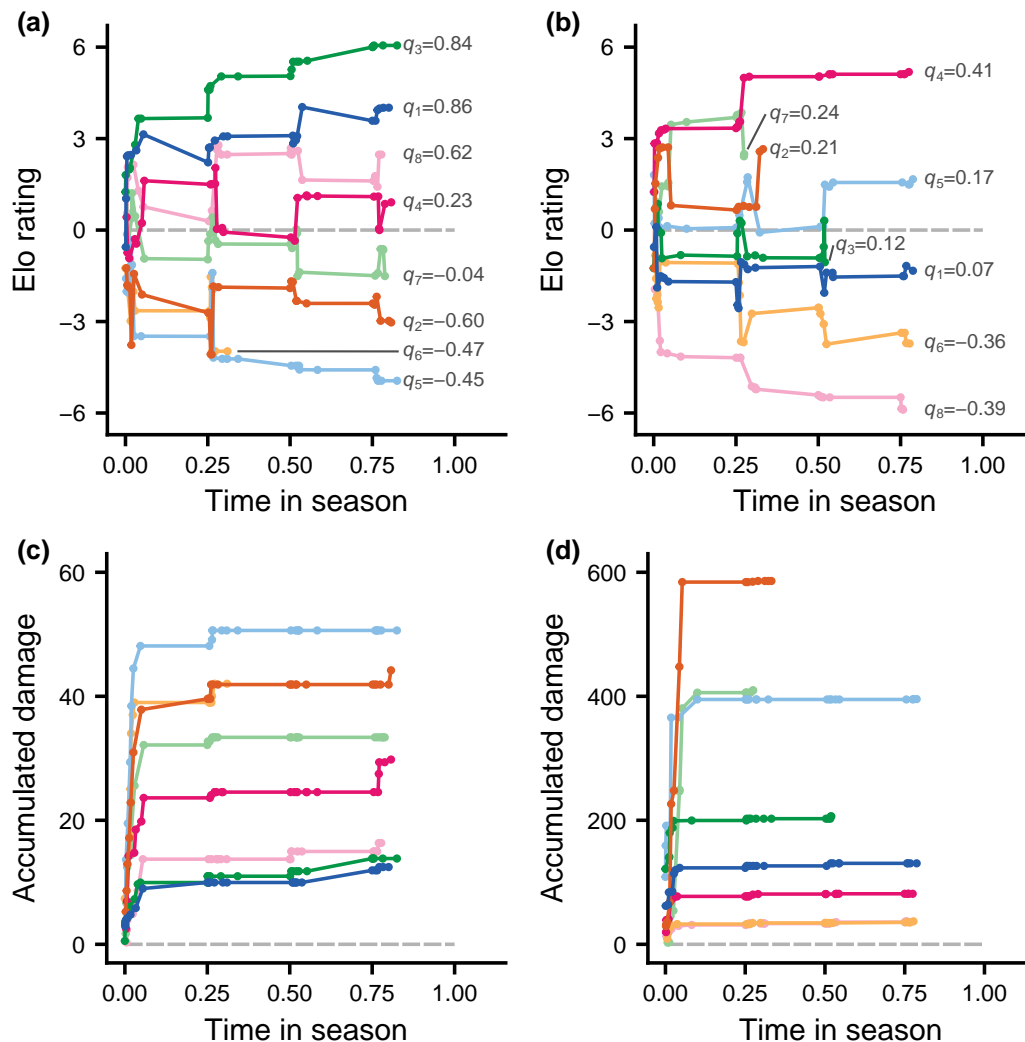 (a)
Elo rating
6
3
0
−3
−6
q3=0.84
q1=0.86
q8=0.62
q4=0.23
q7=−0.04
q2=−0.60
q6=−0.47
q5=−0.45
0.00 0.25 0.50 0.75 1.00
Time in season
(b)
Elo rating
6
3
0
−3
−6
q4=0.41
q7=0.24
q2=0.21
q5=0.17
q3=0.12
q1=0.07
q6=−0.36
q8=−0.39
0.00 0.25 0.50 0.75 1.00
Time in season
(c)
Accumulated damage
60
40
20
0
0.00 0.25 0.50 0.75 1.00
Time in season
(d)
Accumulated damage
600
400
200
0
0.00 0.25 0.50 0.75 1.00
Time in season